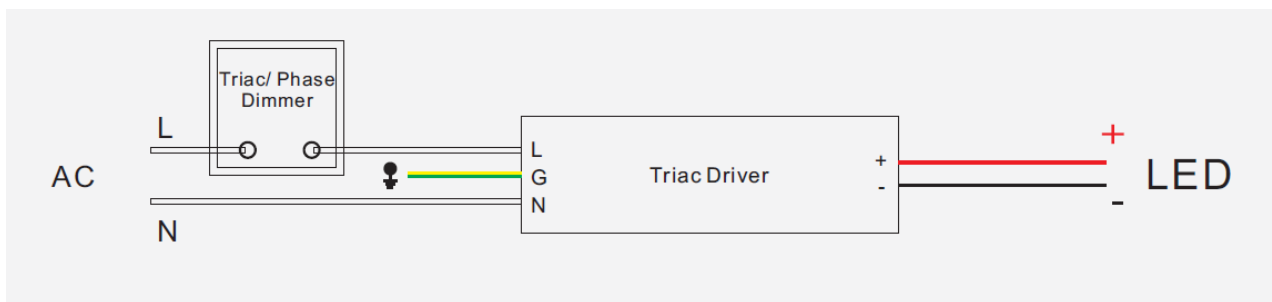 Triac/ Phase
Dimmer
L
AC
N
L
G
N
Triac Driver
+
-
+
LED
-